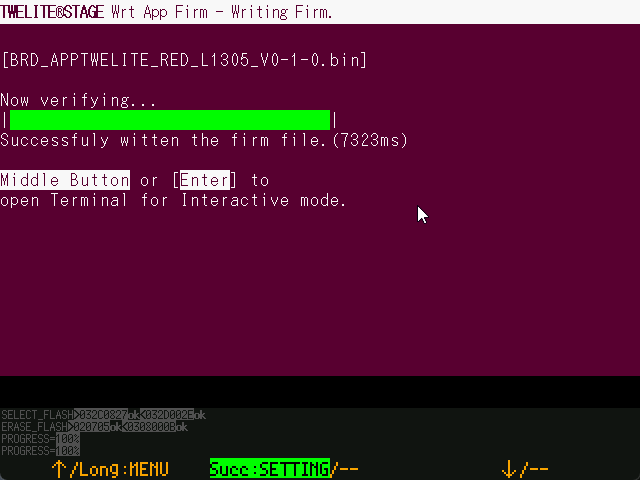 TWELITE®STAGE Wrt App Firm - Writing Firm.
[BRD_APPTWELITE_RED_L1305_V0-1-0.bin]
Now verifying...
Successfuly witten the firm file.(7323ms)
Middle Button or [Enter] to
open Terminal for Interactive mode.
SELECT_FLASH>032C0827ok<032D002Eok
ERASE_FLASH>020705ok<0308000Bok
PROGRESS=100%
PROGRESS=100%
↑/Long:MENU Succ:SETTING/-- ↓/--